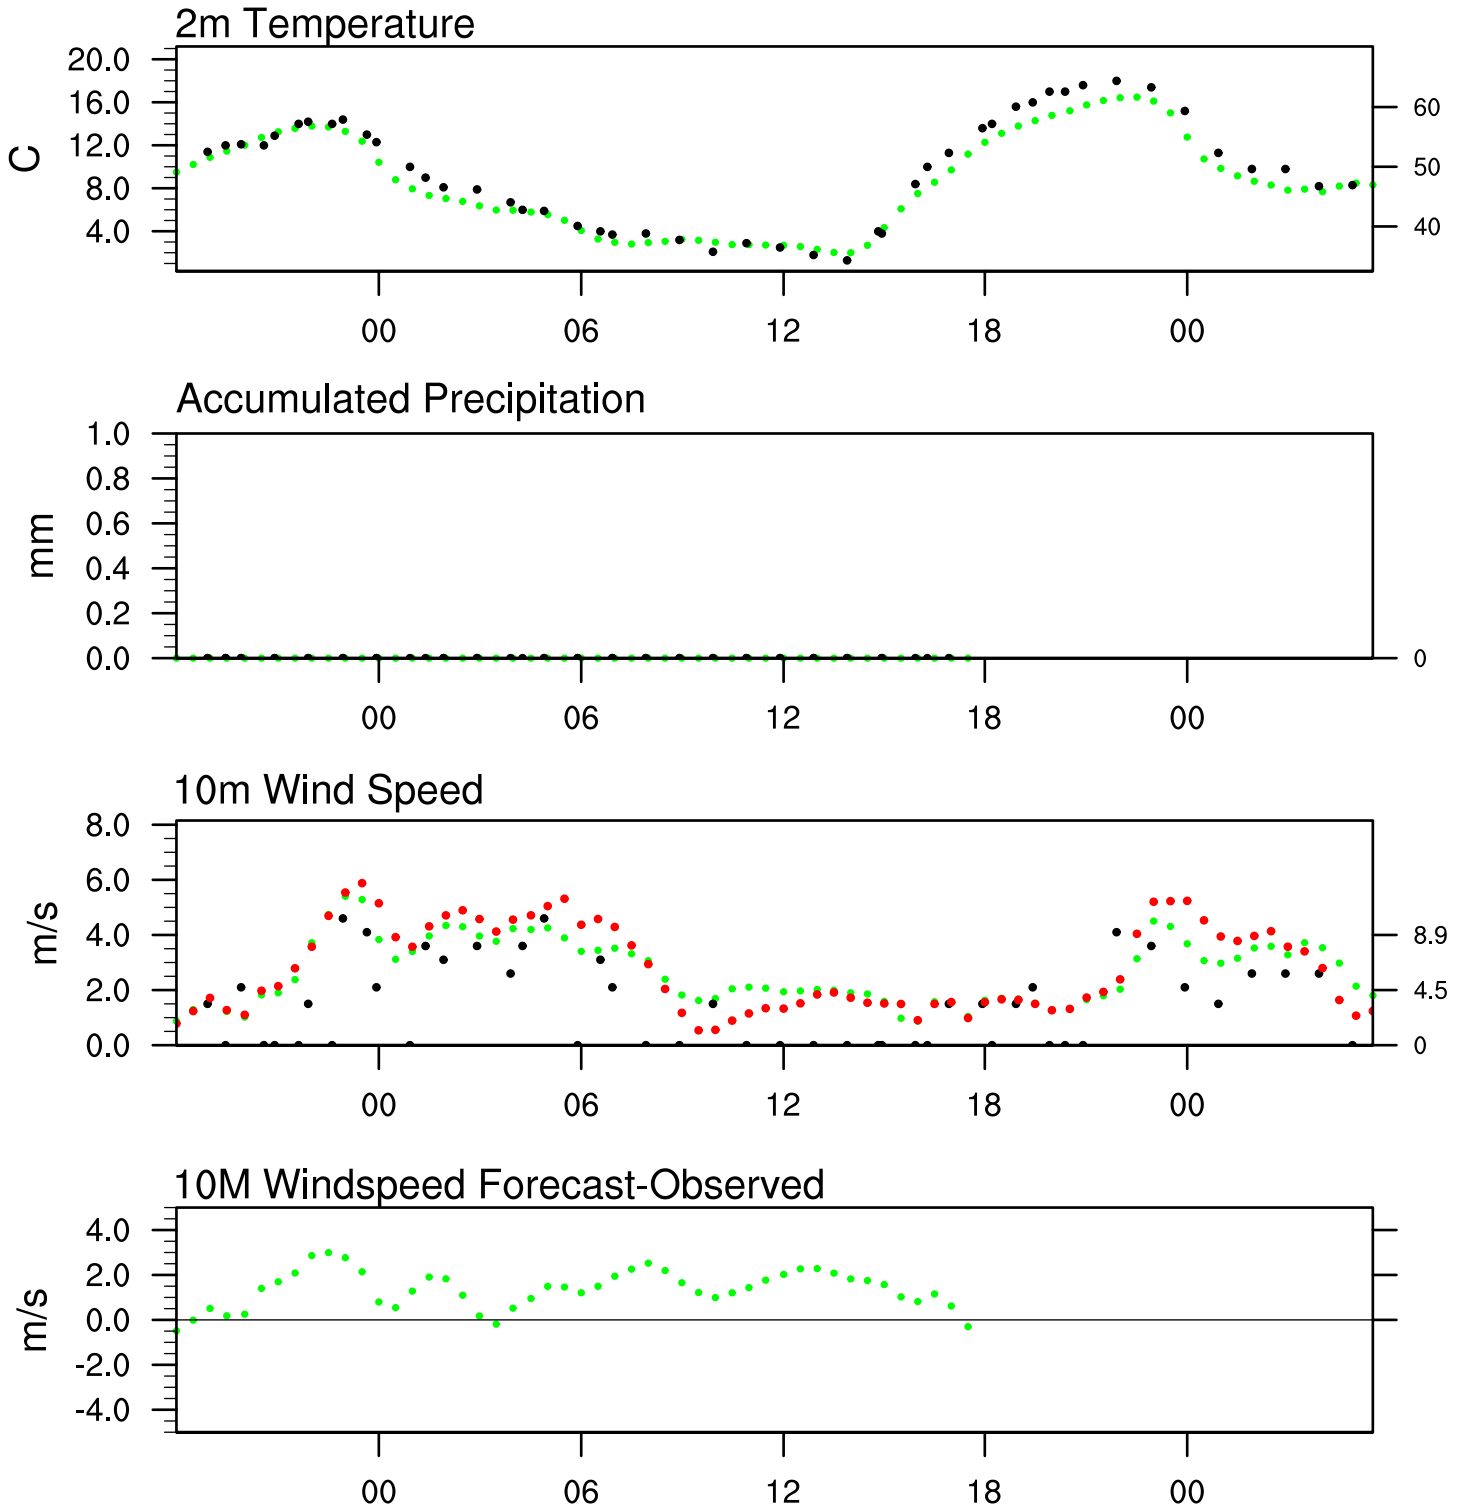 2m Temperature
20.0
16.0
12.0
8.0
4.0
C
60
50
40
00 06 12 18 00
Accumulated Precipitation
1.0
0.8
0.6
0.4
0.2
0.0
mm
0
00 06 12 18 00
10m Wind Speed
8.0
6.0
4.0
2.0
0.0
m/s
8.9
4.5
0
00 06 12 18 00
10M Windspeed Forecast-Observed
4.0
2.0
0.0
-2.0
-4.0
m/s
00 06 12 18 00